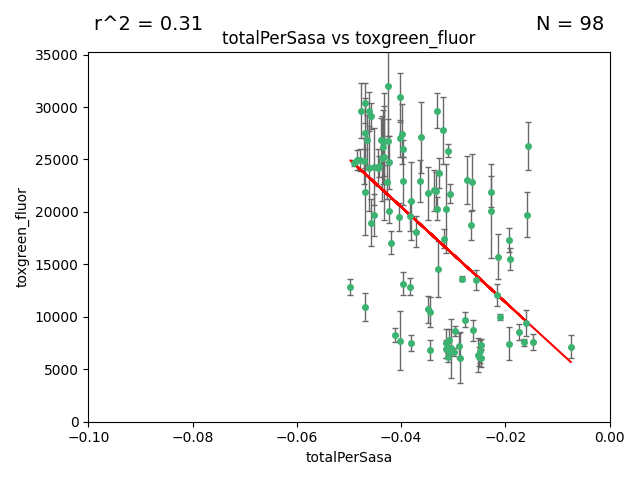 r^2 = 0.31
N = 98
totalPerSasa vs toxgreen_fluor
35000
30000
25000
20000
15000
10000
5000
0
toxgreen_fluor
−0.10
−0.08
−0.06
−0.04
−0.02
0.00
totalPerSasa